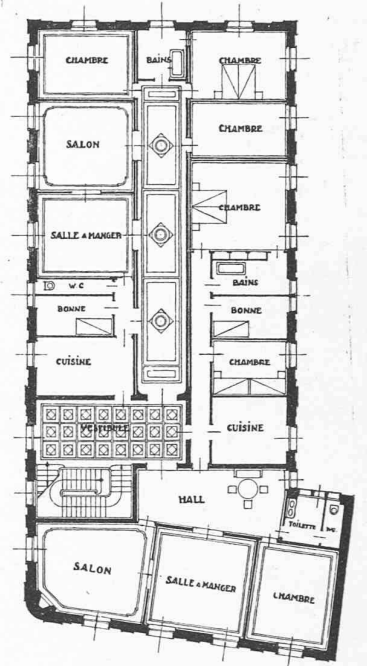 CHAMBRE
BAINS
CHAMBRE
SALON
CHAMBRE
SALLE À MANGER
CHAMBRE
W.C
BAINS
BONNE
BONNE
CUISINE
CHAMBRE
VESTIBULE
CUISINE
HALL
TOILETTE
WC.
SALON
SALLE À MANGER
CHAMBRE